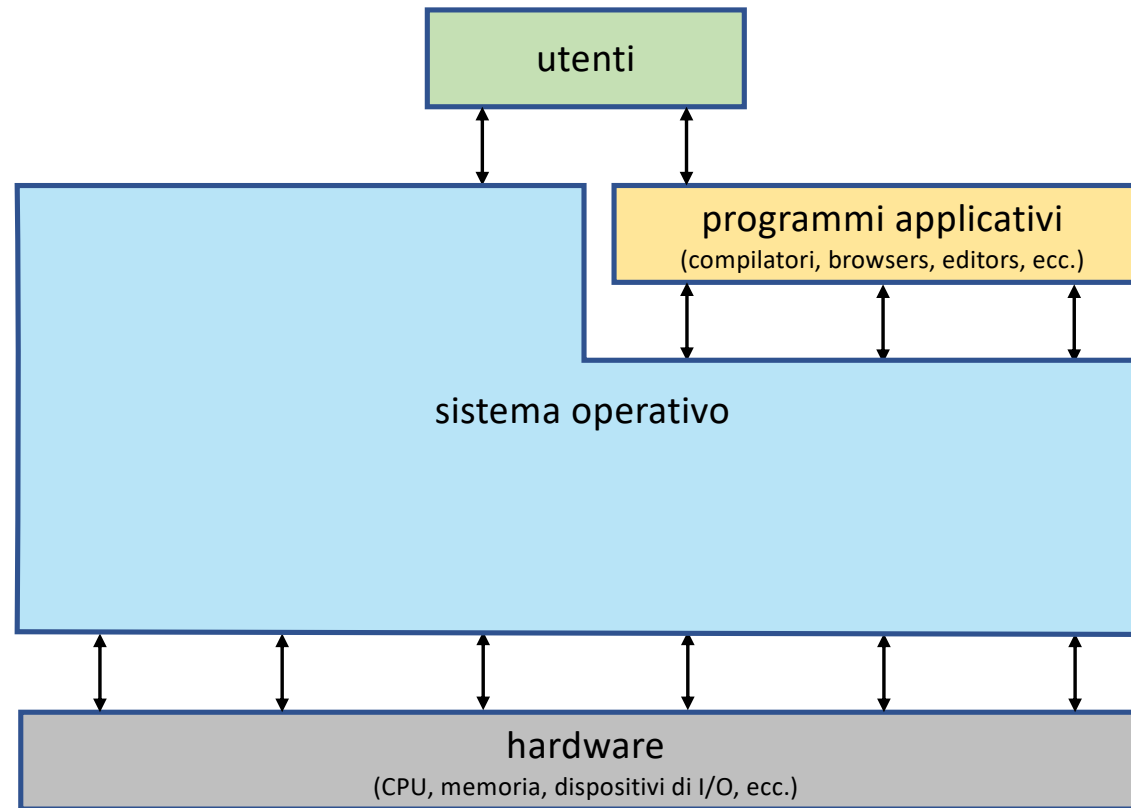 utenti
programmi applicativi
(compilatori, browsers, editors, ecc.)
sistema operativo
hardware
(CPU, memoria, dispositivi di I/O, ecc.)